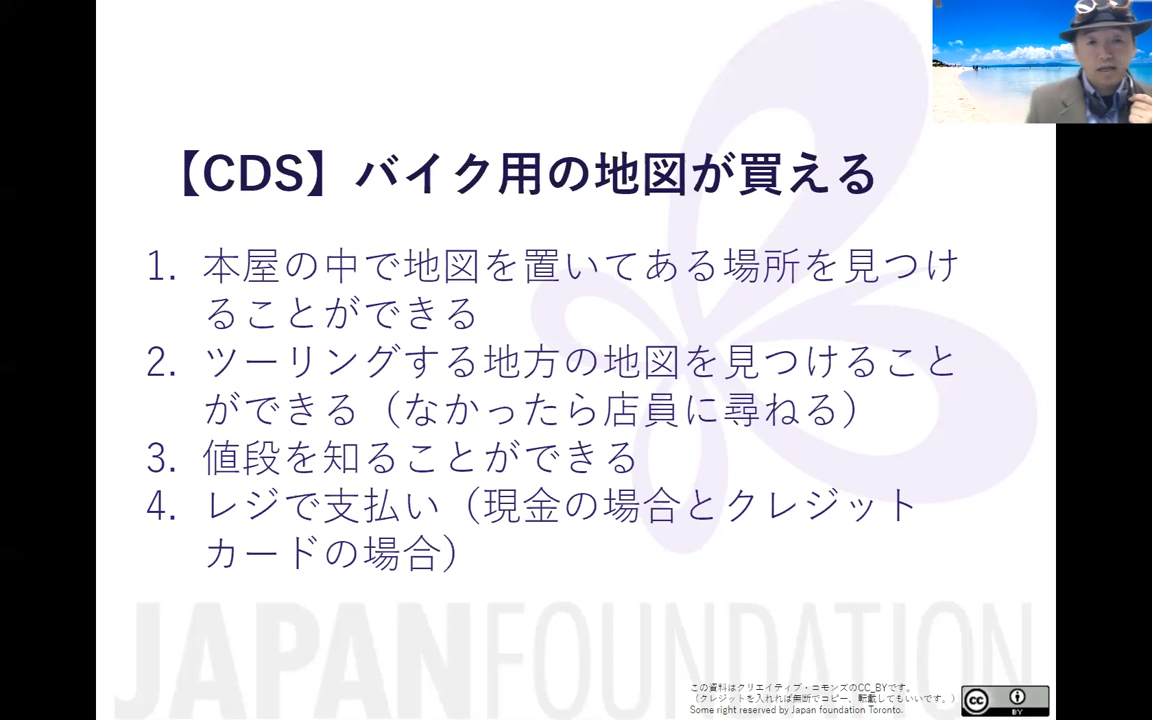 【CDS】バイク用の地図が買える
1. 本屋の中で地図を置いてある場所を見つけ
ることができる
2. ツーリングする地方の地図を見つけること
ができる（なかったら店員に尋ねる）
3. 値段を知ることができる
4. レジで支払い（現金の場合とクレジット
カードの場合）
JAPANFOUNDATION
この資料はクリエイティブ・コモンズのCC_BYです。
（クレジットを入れれば無断でコピー、転載してもいいです。）
Some right reserved by Japan foundation Toronto.
cc
BY